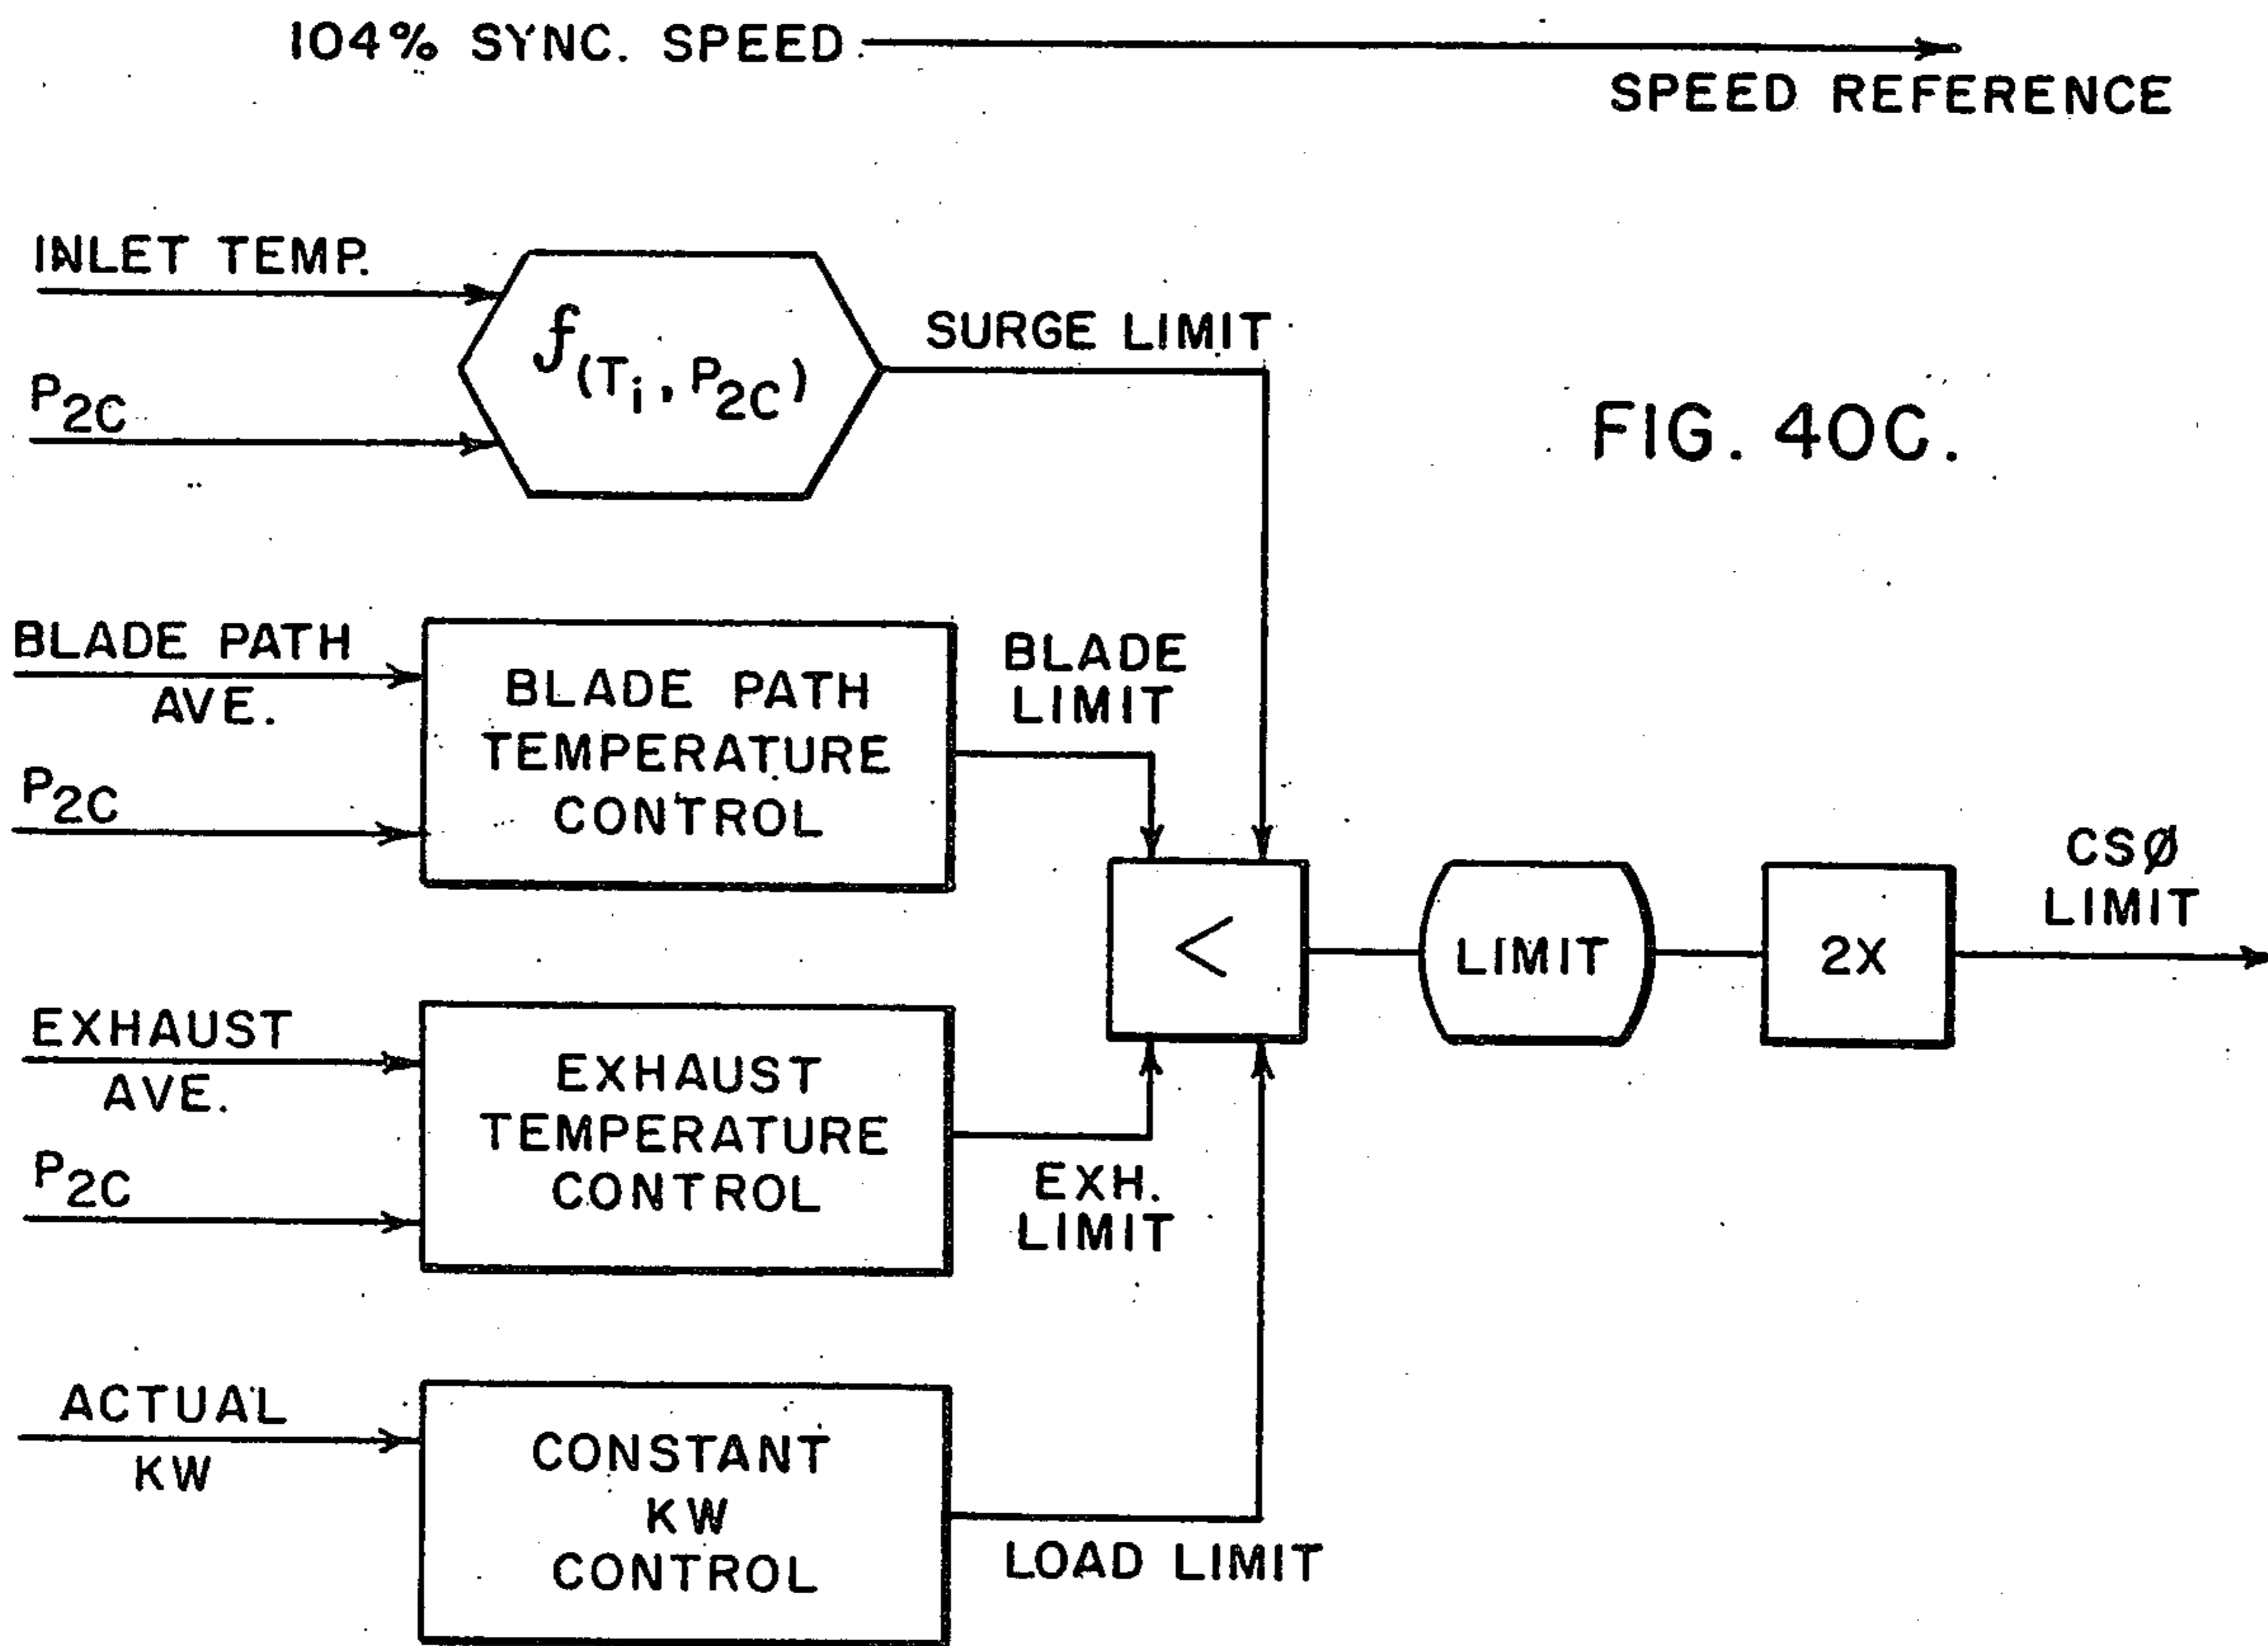 104% SYNC. SPEED
SPEED REFERENCE
INLET TEMP.
P2C
f(Ti, P2C)
SURGE LIMIT
FIG. 40C.
BLADE PATH
AVE.
P2C
BLADE PATH
TEMPERATURE
CONTROL
BLADE
LIMIT
<
LIMIT
2X
CSØ
LIMIT
EXHAUST
AVE.
P2C
EXHAUST
TEMPERATURE
CONTROL
EXH.
LIMIT
ACTUAL
KW
CONSTANT
KW
CONTROL
LOAD LIMIT